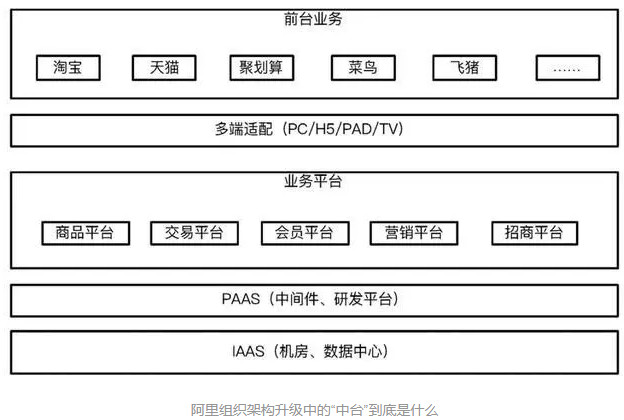 前台业务
淘宝 天猫 聚划算 菜鸟 飞猪 ……
多端适配（PC/H5/PAD/TV）
业务平台
商品平台 交易平台 会员平台 营销平台 招商平台
PAAS（中间件、研发平台）
IAAS（机房、数据中心）
阿里组织架构升级中的“中台”到底是什么